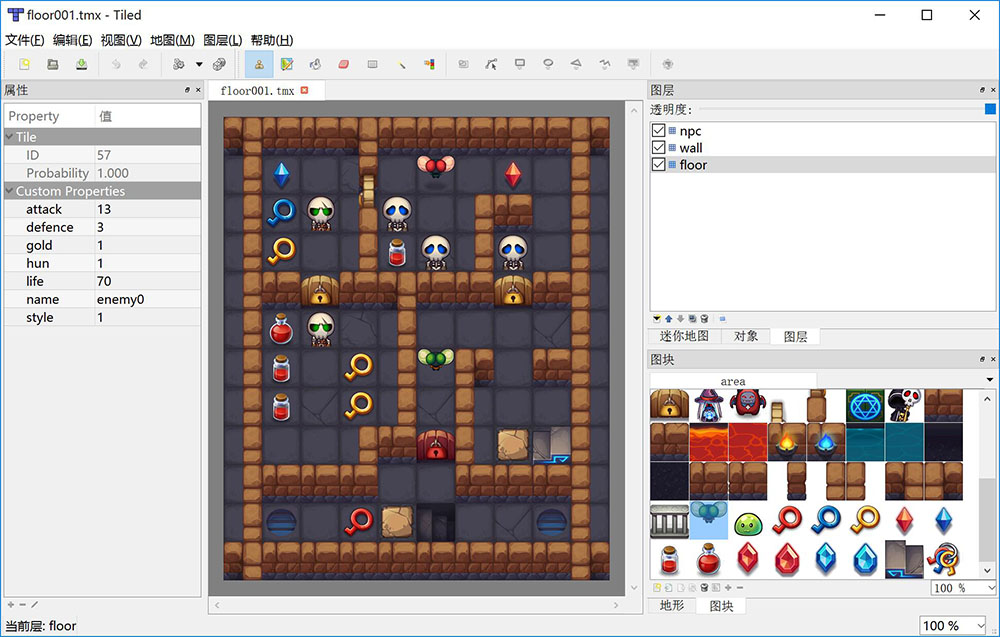 floor001.tmx - Tiled
文件(F) 编辑(E) 视图(V) 地图(M) 图层(L) 帮助(H)
属性
floor001.tmx
图层
Property 值
Tile
ID 57
Probability 1.000
Custom Properties
attack 13
defence 3
gold 1
hun 1
life 70
name enemy0
style 1
透明度:
npc
wall
floor
迷你地图 对象 图层
图块
area
100 %
地形 图块
当前层: floor
100 %